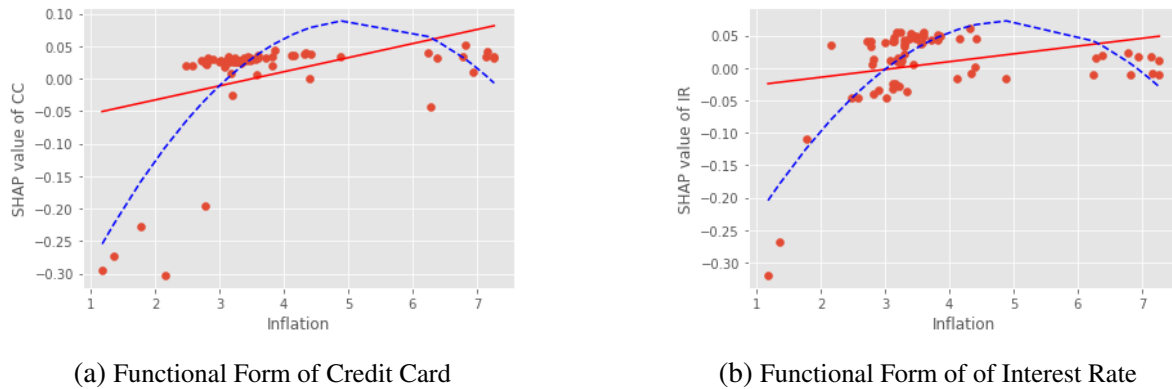 0.10
0.05
0.00
−0.05
−0.10
−0.15
−0.20
−0.25
−0.30
SHAP value of CC
1 2 3 4 5 6 7
Inflation
(a) Functional Form of Credit Card
0.05
0.00
−0.05
−0.10
−0.15
−0.20
−0.25
−0.30
SHAP value of IR
1 2 3 4 5 6 7
Inflation
(b) Functional Form of of Interest Rate